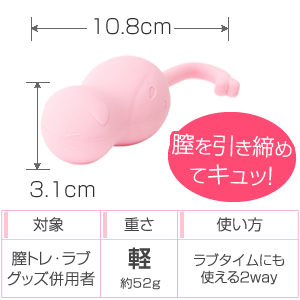 10.8cm
膣を引き締め
てキュッ!
3.1cm
対象
重さ
使い方
膣トレ・ラブ
グッズ併用者
軽
約52g
ラブタイムにも
使える2way